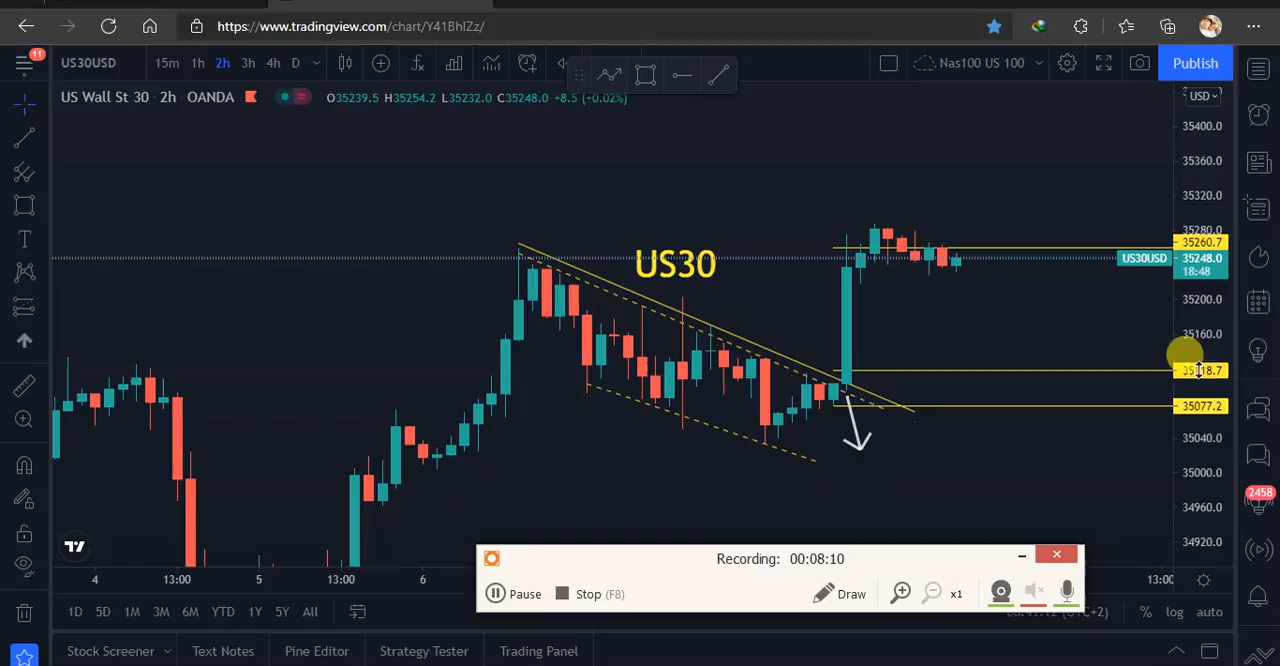 https://www.tradingview.com/chart/Y41BhIZz/
11
US30USD
15m 1h 2h 3h 4h D
Nas100 US 100
Publish
US Wall St 30 · 2h · OANDA
O35239.5 H35254.2 L35232.0 C35248.0 +8.5 (+0.02%)
USD
35400.0
35360.0
35320.0
35280.0
35260.7
US30
US30USD
35248.0
18:48
35200.0
35160.0
35077.2
35040.0
35000.0
34960.0
34920.0
2458
Recording: 00:08:10
Pause
Stop (F8)
Draw
x1
4 13:00 5 13:00 6 13:00
1D 5D 1M 3M 6M YTD 1Y 5Y All
% log auto
Stock Screener
Text Notes
Pine Editor
Strategy Tester
Trading Panel